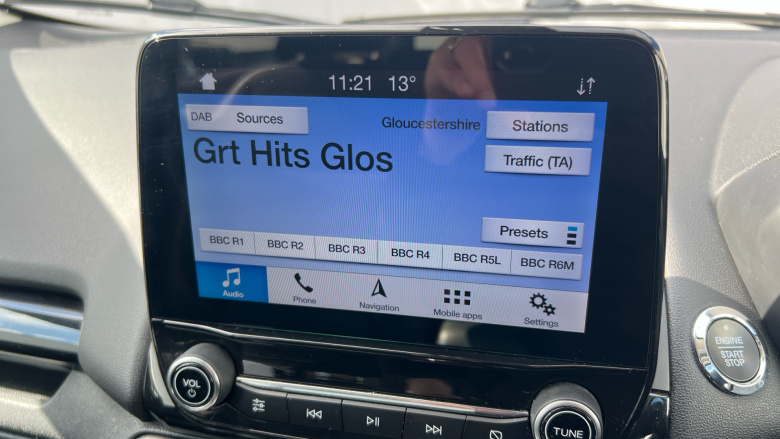 11:21 13°
DAB Sources
Gloucestershire
Stations
Grt Hits Glos
Traffic (TA)
Presets
BBC R1 BBC R2 BBC R3 BBC R4 BBC R5L BBC R6M
Audio Phone Navigation Mobile apps Settings
ENGINE
START
STOP
VOL
TUNE